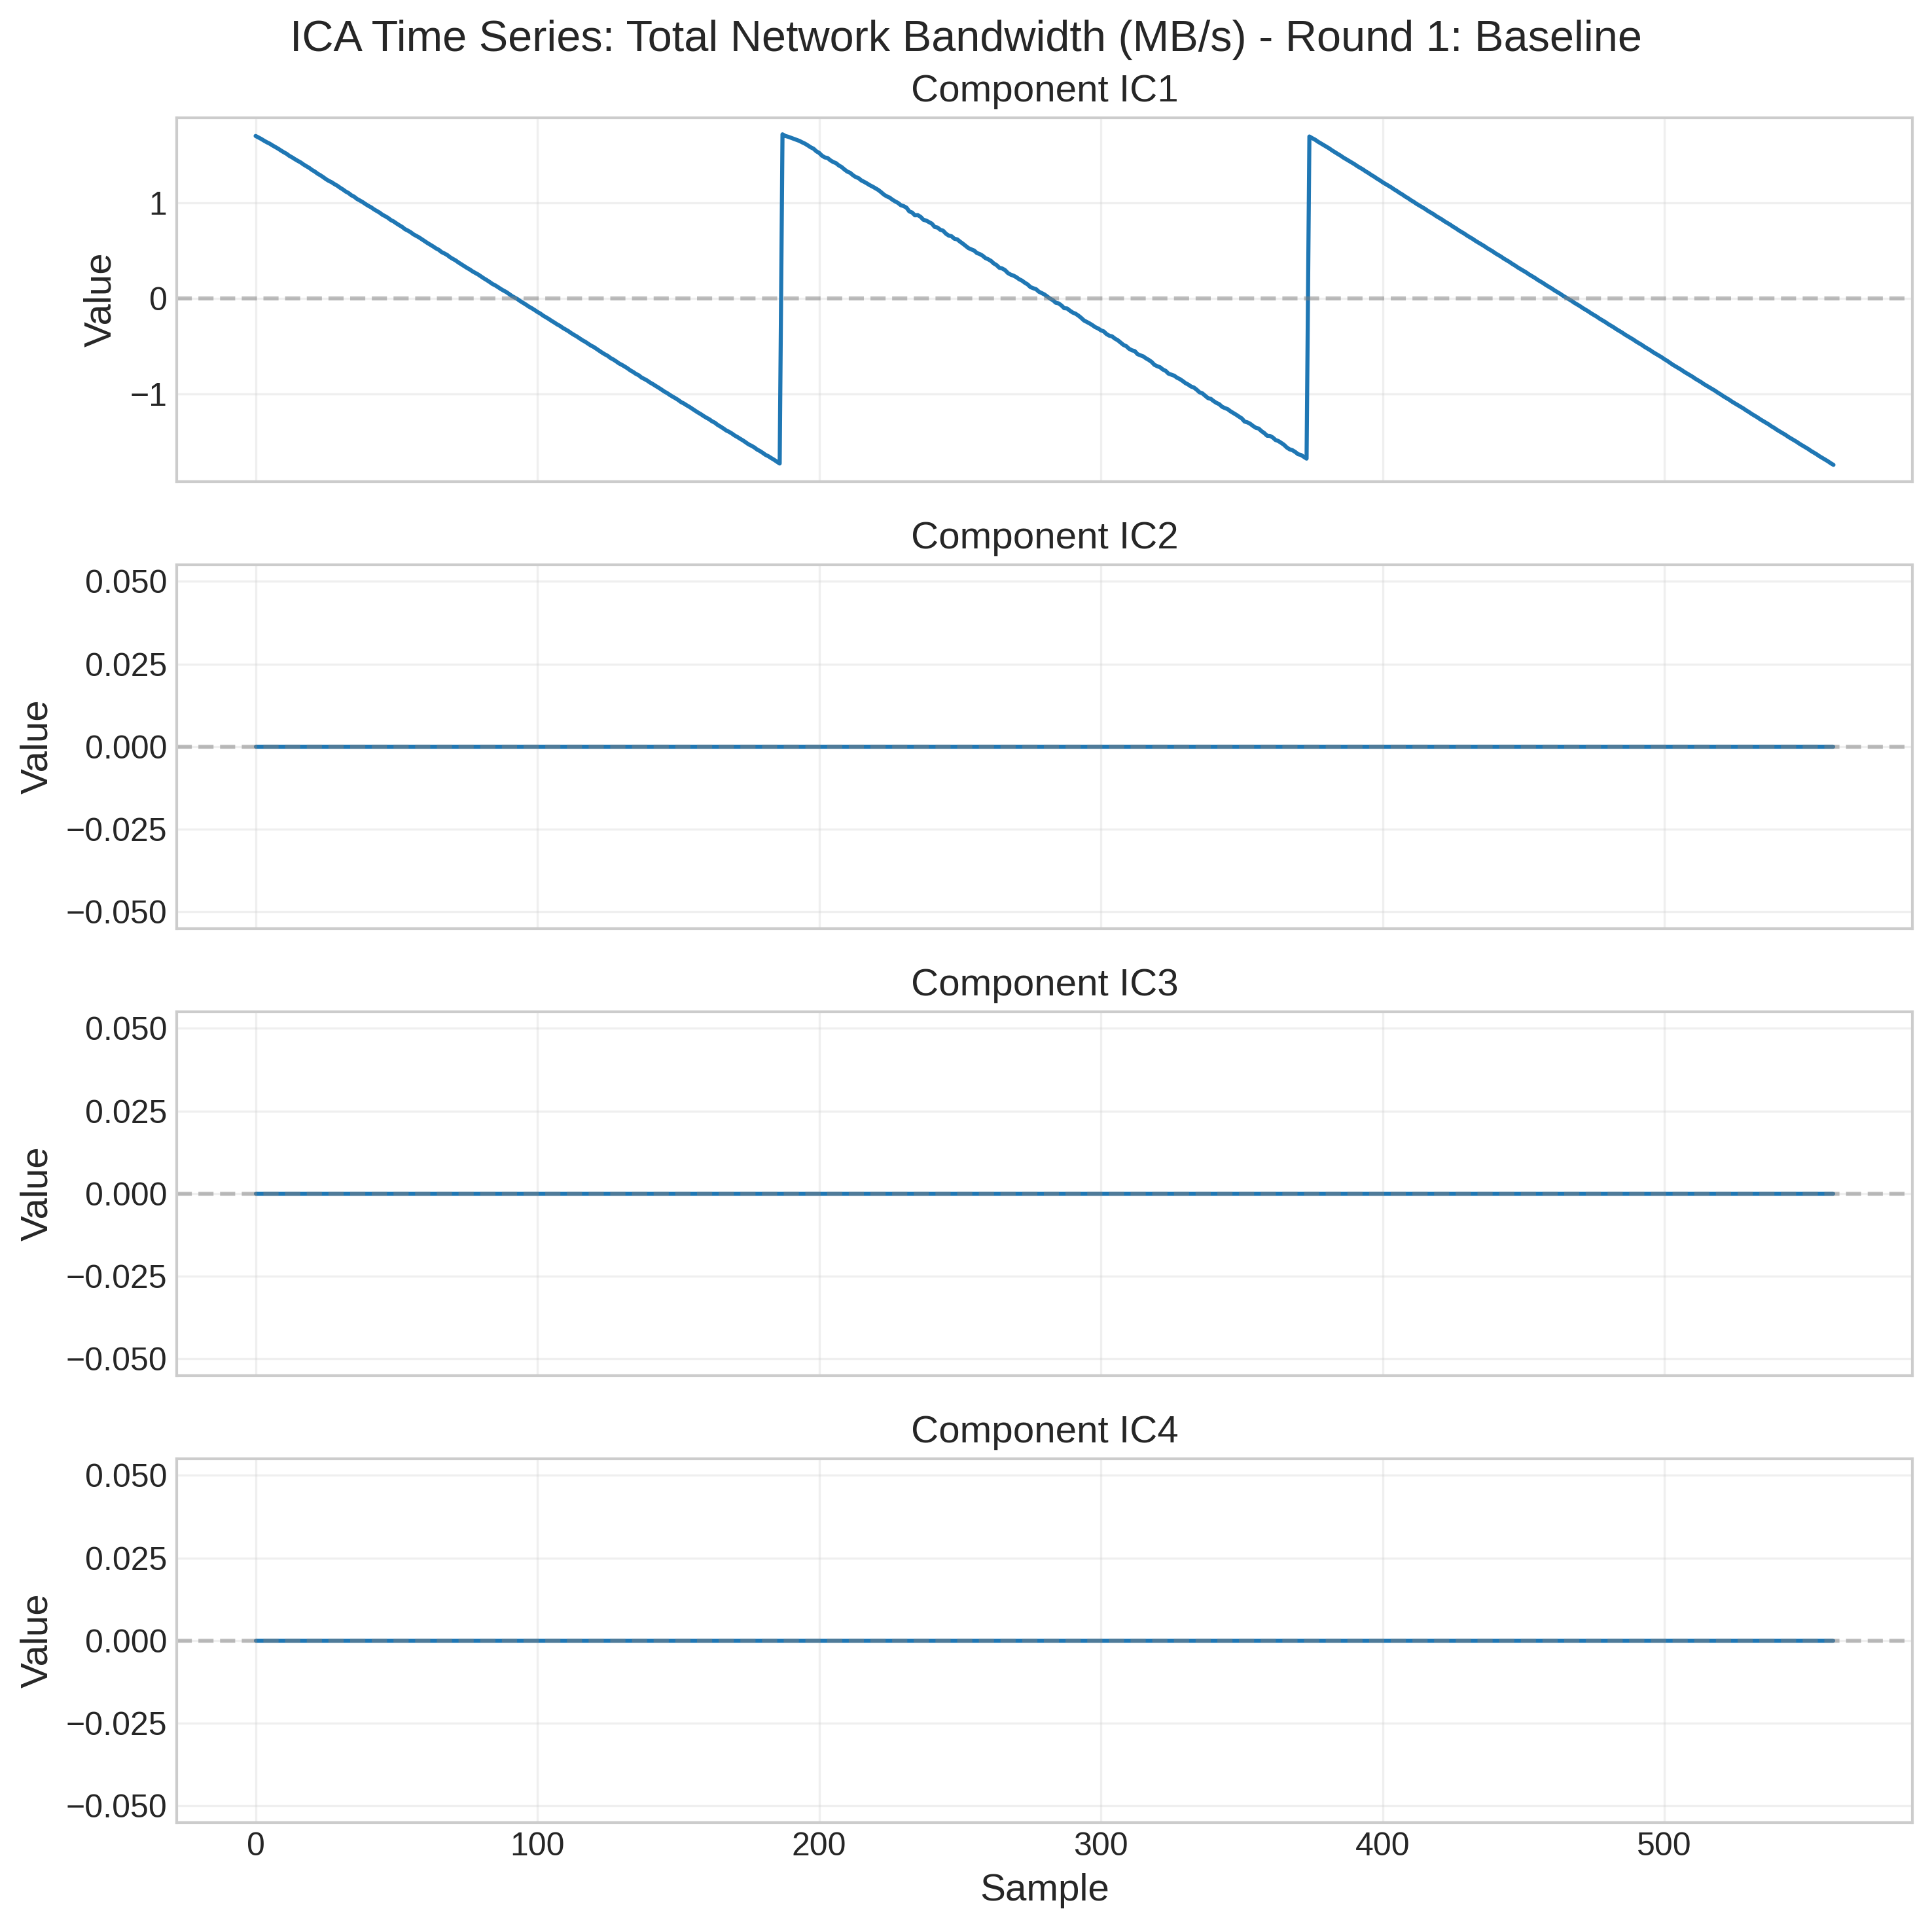 ICA Time Series: Total Network Bandwidth (MB/s) - Round 1: Baseline
Component IC1
1
0
−1
Value
Component IC2
0.050
0.025
0.000
−0.025
−0.050
Value
Component IC3
0.050
0.025
0.000
−0.025
−0.050
Value
Component IC4
0.050
0.025
0.000
−0.025
−0.050
Value
0 100 200 300 400 500
Sample